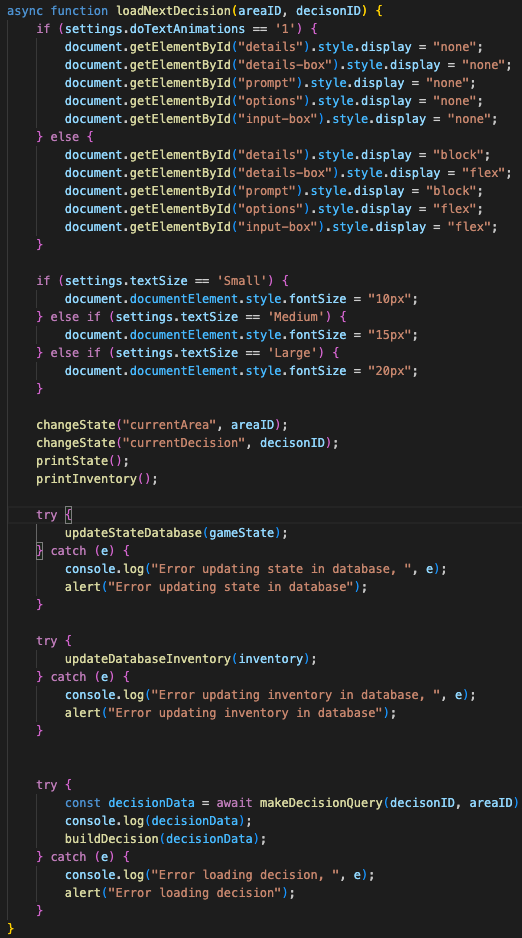 async function loadNextDecision(areaID, decisonID) {
    if (settings.doTextAnimations == '1') {
        document.getElementById("details").style.display = "none";
        document.getElementById("details-box").style.display = "none";
        document.getElementById("prompt").style.display = "none";
        document.getElementById("options").style.display = "none";
        document.getElementById("input-box").style.display = "none";
    } else {
        document.getElementById("details").style.display = "block";
        document.getElementById("details-box").style.display = "flex";
        document.getElementById("prompt").style.display = "block";
        document.getElementById("options").style.display = "flex";
        document.getElementById("input-box").style.display = "flex";
    }

    if (settings.textSize == 'Small') {
        document.documentElement.style.fontSize = "10px";
    } else if (settings.textSize == 'Medium') {
        document.documentElement.style.fontSize = "15px";
    } else if (settings.textSize == 'Large') {
        document.documentElement.style.fontSize = "20px";
    }

    changeState("currentArea", areaID);
    changeState("currentDecision", decisonID);
    printState();
    printInventory();

    try {
        updateStateDatabase(gameState);
    } catch (e) {
        console.log("Error updating state in database, ", e);
        alert("Error updating state in database");
    }

    try {
        updateDatabaseInventory(inventory);
    } catch (e) {
        console.log("Error updating inventory in database, ", e);
        alert("Error updating inventory in database");
    }


    try {
        const decisionData = await makeDecisionQuery(decisonID, areaID)
        console.log(decisionData);
        buildDecision(decisionData);
    } catch (e) {
        console.log("Error loading decision, ", e);
        alert("Error loading decision");
    }
}